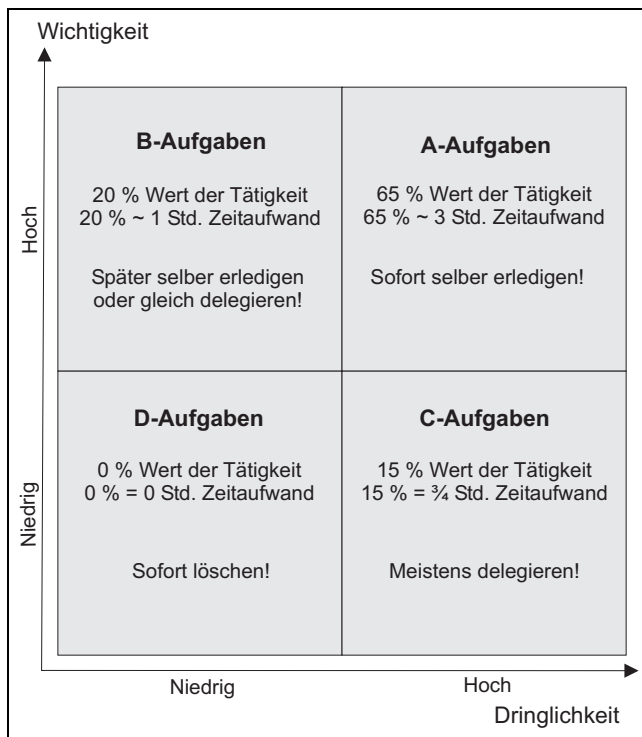 Wichtigkeit
Hoch
B-Aufgaben
20 % Wert der Tätigkeit
20 % ~ 1 Std. Zeitaufwand
Später selber erledigen
oder gleich delegieren!
A-Aufgaben
65 % Wert der Tätigkeit
65 % ~ 3 Std. Zeitaufwand
Sofort selber erledigen!
Niedrig
D-Aufgaben
0 % Wert der Tätigkeit
0 % = 0 Std. Zeitaufwand
Sofort löschen!
C-Aufgaben
15 % Wert der Tätigkeit
15 % = ¾ Std. Zeitaufwand
Meistens delegieren!
Niedrig
Hoch
Dringlichkeit